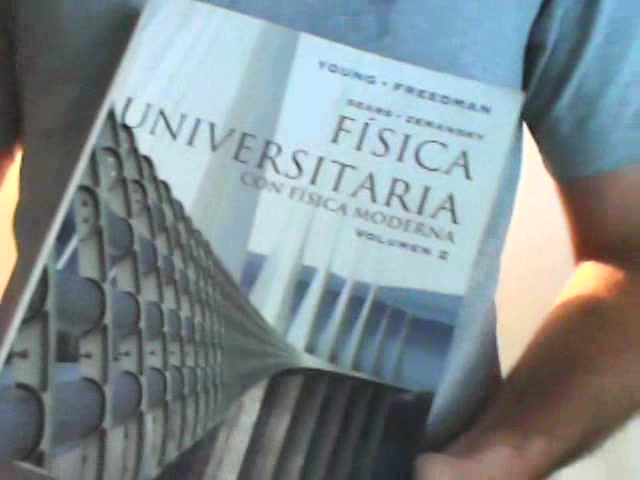 YOUNG • FREEDMAN
SEARS • ZEMANSKY
FÍSICA
UNIVERSITARIA
CON FÍSICA MODERNA
VOLUMEN 2